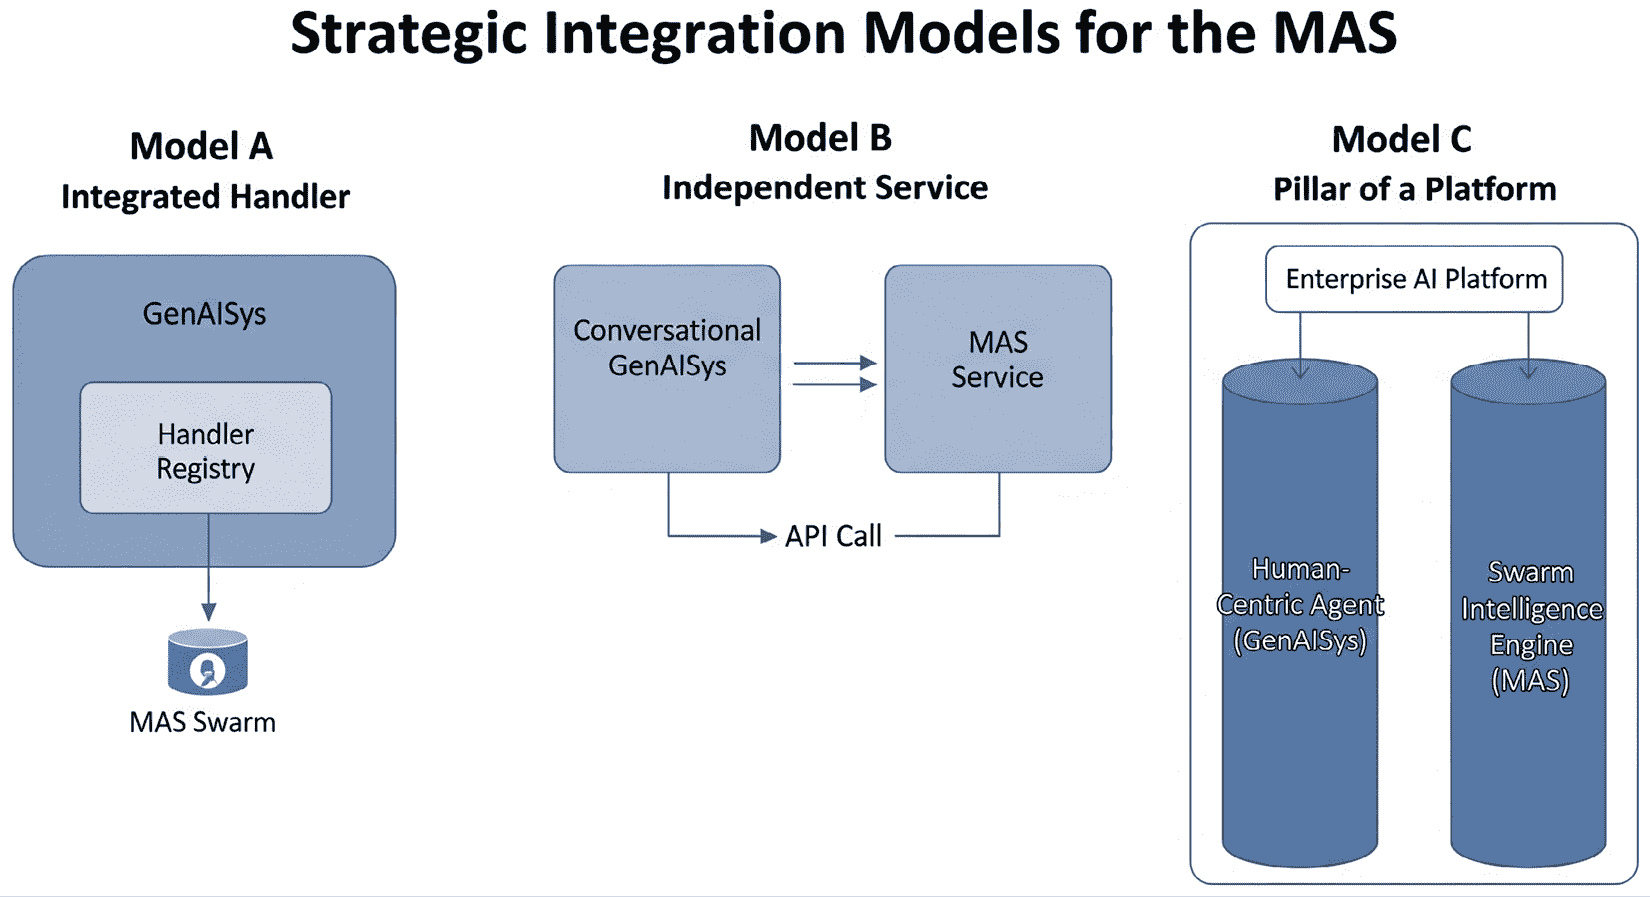 Strategic Integration Models for the MAS
Model A
Integrated Handler
GenAISys
Handler
Registry
MAS Swarm
Model B
Independent Service
Conversational
GenAISys
MAS
Service
API Call
Model C
Pillar of a Platform
Enterprise AI Platform
Human-
Centric Agent
(GenAISys)
Swarm
Intelligence
Engine
(MAS)